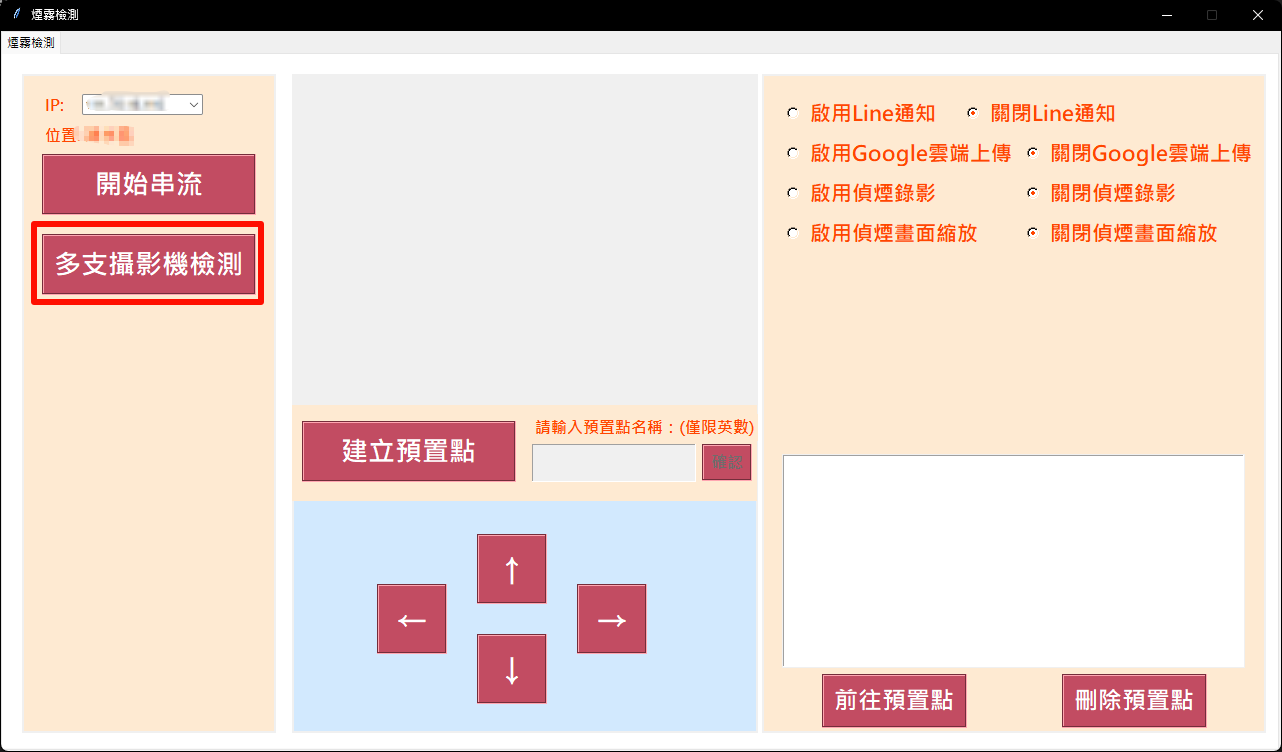 煙霧檢測
煙霧檢測
IP:
位置:
開始串流
多支攝影機檢測
建立預置點
請輸入預置點名稱：(僅限英數)
確認
↑
← →
↓
啟用Line通知 關閉Line通知
啟用Google雲端上傳 關閉Google雲端上傳
啟用偵煙錄影 關閉偵煙錄影
啟用偵煙畫面縮放 關閉偵煙畫面縮放
前往預置點 刪除預置點